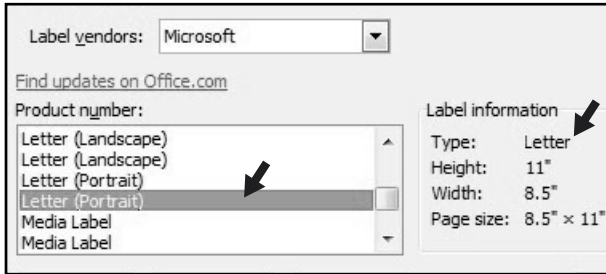 Label vendors: Microsoft
Find updates on Office.com
Product number:
Letter (Landscape)
Letter (Landscape)
Letter (Portrait)
Letter (Portrait)
Media Label
Media Label
Label information
Type: Letter
Height: 11"
Width: 8.5"
Page size: 8.5" × 11"